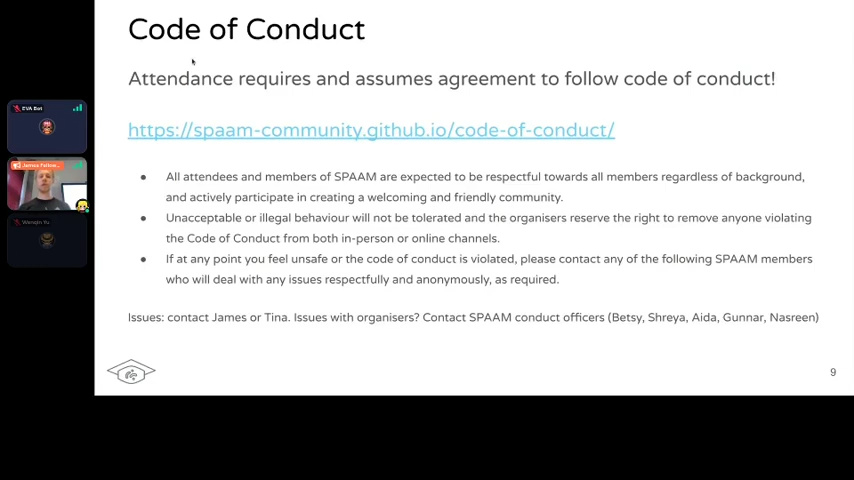 Code of Conduct
Attendance requires and assumes agreement to follow code of conduct!
https://spaam-community.github.io/code-of-conduct/
● All attendees and members of SPAAM are expected to be respectful towards all members regardless of background,
and actively participate in creating a welcoming and friendly community.
● Unacceptable or illegal behaviour will not be tolerated and the organisers reserve the right to remove anyone violating
the Code of Conduct from both in-person or online channels.
● If at any point you feel unsafe or the code of conduct is violated, please contact any of the following SPAAM members
who will deal with any issues respectfully and anonymously, as required.
Issues: contact James or Tina. Issues with organisers? Contact SPAAM conduct officers (Betsy, Shreya, Aida, Gunnar, Nasreen)
9
EVA Bot
James Fellow...
Wenqin Yu